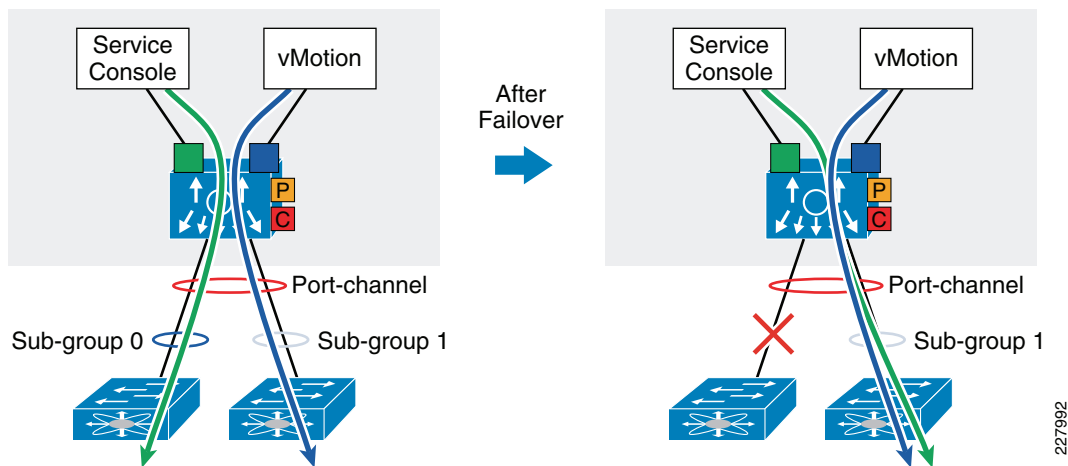 Service
Console
vMotion
P
C
Port-channel
Sub-group 0
Sub-group 1
After
Failover
Service
Console
vMotion
P
C
Port-channel
Sub-group 1
227992